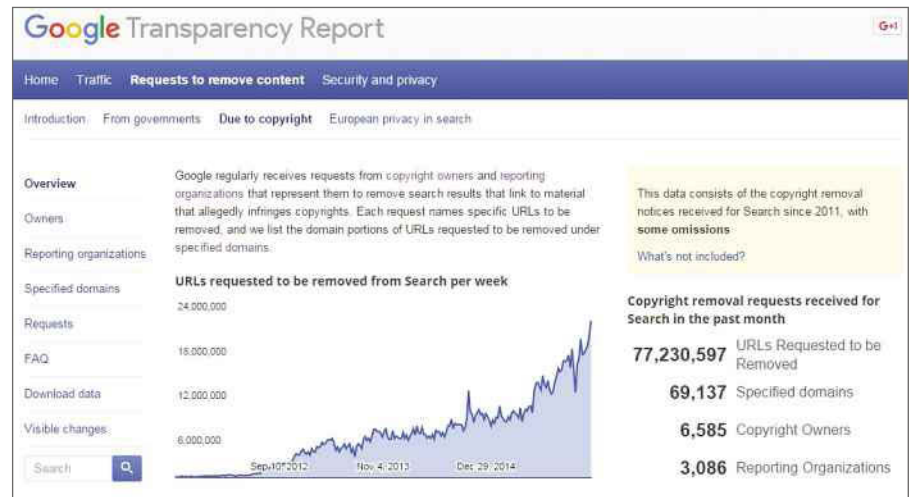 Google Transparency Report
G+1
Home Traffic Requests to remove content Security and privacy
Introduction From governments Due to copyright European privacy in search
Overview
Owners
Reporting organizations
Specified domains
Requests
FAQ
Download data
Visible changes
Search
Google regularly receives requests from copyright owners and reporting
organizations that represent them to remove search results that link to material
that allegedly infringes copyrights. Each request names specific URLs to be
removed, and we list the domain portions of URLs requested to be removed under
specified domains.
URLs requested to be removed from Search per week
24,000,000
18,000,000
12,000,000
6,000,000
Sep 10, 2012 Nov 4, 2013 Dec 29, 2014
This data consists of the copyright removal
notices received for Search since 2011, with
some omissions
What's not included?
Copyright removal requests received for
Search in the past month
77,230,597 URLs Requested to be
Removed
69,137 Specified domains
6,585 Copyright Owners
3,086 Reporting Organizations